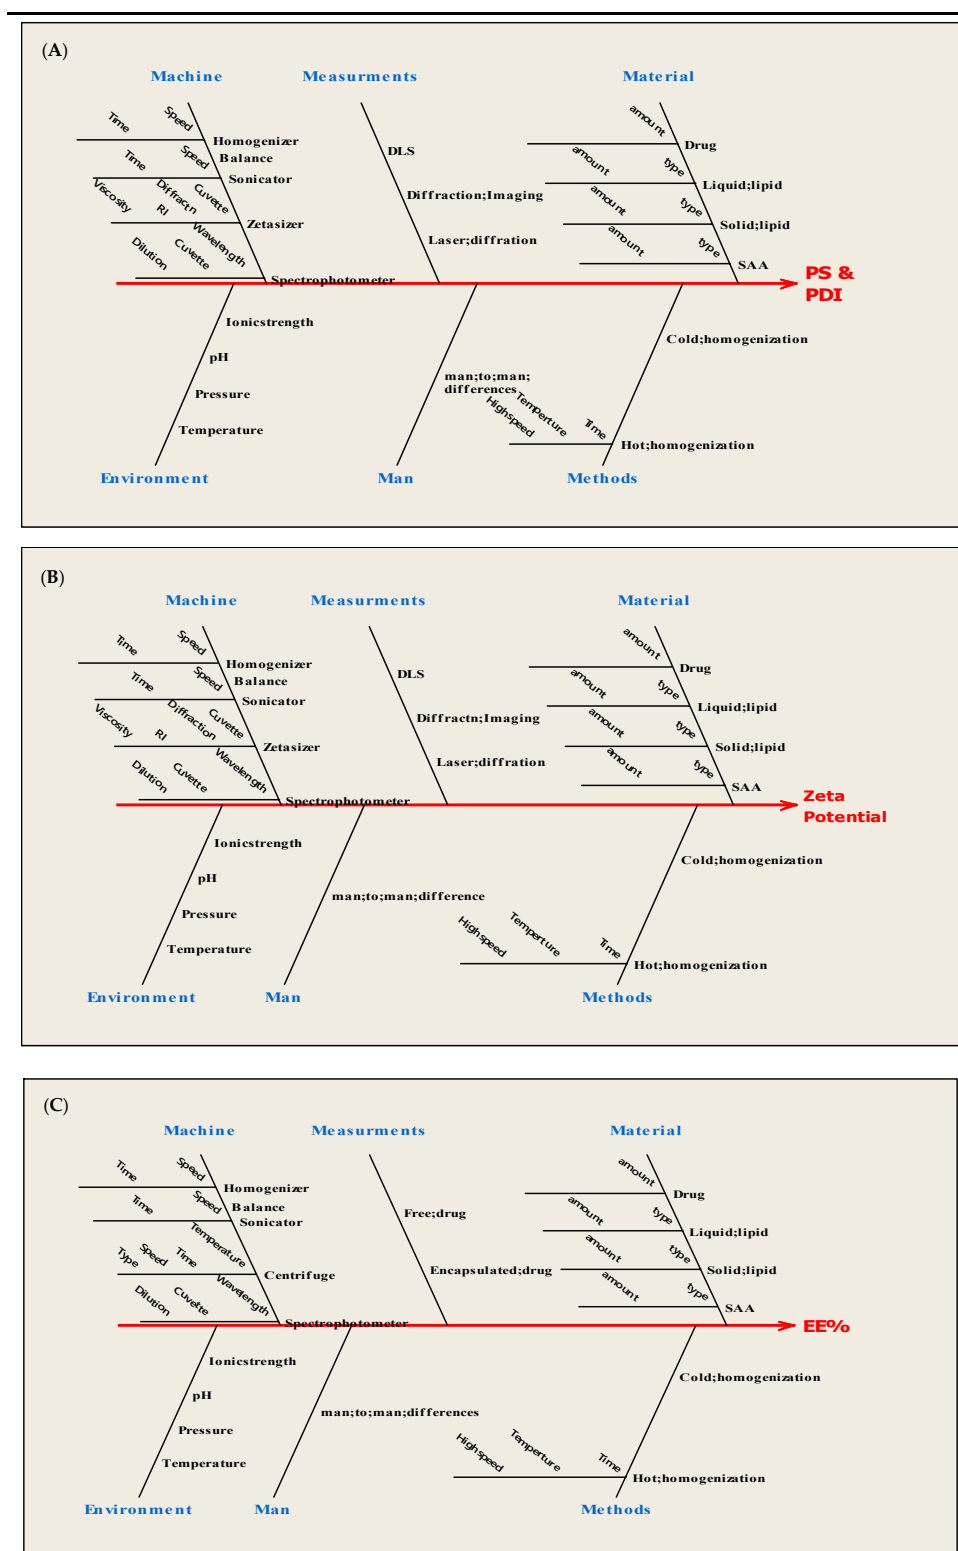 (A)
Machine Measurments Material
Time Speed
Homogenizer
Balance
Time Speed
Sonicator
Viscosity RI Diffractn Cuvette
Zetasizer
Dilution Cuvette Wavelength
Spectrophotometer
DLS
Diffraction;Imaging
Laser;diffration
amount
Drug
amount type
Liquid;lipid
amount type
Solid;lipid
amount type
SAA
PS &
PDI
Ionicstrength
pH
Pressure
Temperature
man;to;man;
differences
Cold;homogenization
Highspeed Temperture Time
Hot;homogenization
Environment Man Methods
(B)
Machine Measurments Material
Time Speed
Homogenizer
Balance
Time Speed
Sonicator
Viscosity RI Diffraction Cuvette
Zetasizer
Dilution Cuvette Wavelength
Spectrophotometer
DLS
Diffractn;Imaging
Laser;diffration
amount
Drug
amount type
Liquid;lipid
amount type
Solid;lipid
amount type
SAA
Zeta
Potential
Ionicstrength
pH
Pressure
Temperature
man;to;man;difference
Cold;homogenization
Highspeed Temperture Time
Hot;homogenization
Environment Man Methods
(C)
Machine Measurments Material
Time Speed
Homogenizer
Balance
Time Speed
Sonicator
Type Speed Time Temperature
Centrifuge
Dilution Cuvette Wavelength
Spectrophotometer
Free;drug
Encapsulated;drug
amount
Drug
amount type
Liquid;lipid
amount type
Solid;lipid
amount type
SAA
EE%
Ionicstrength
pH
Pressure
Temperature
man;to;man;differences
Cold;homogenization
Highspeed Temperture Time
Hot;homogenization
Environment Man Methods